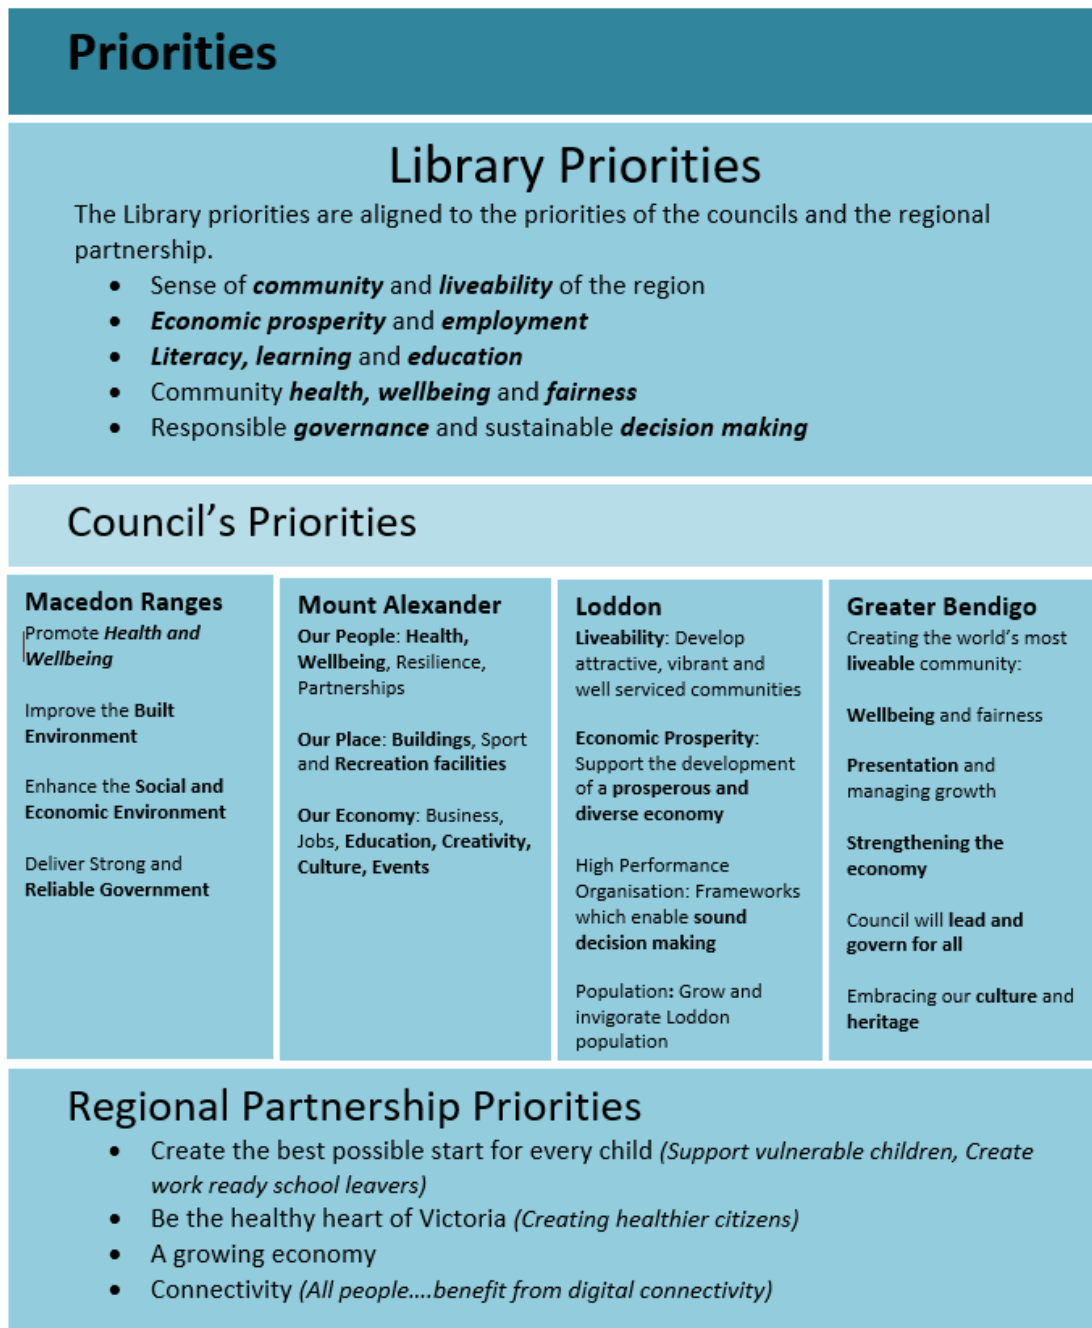 Priorities
Library Priorities
The Library priorities are aligned to the priorities of the councils and the regional
partnership.
• Sense of community and liveability of the region
• Economic prosperity and employment
• Literacy, learning and education
• Community health, wellbeing and fairness
• Responsible governance and sustainable decision making
Council’s Priorities
Macedon Ranges
Promote Health and
Wellbeing
Improve the Built
Environment
Enhance the Social and
Economic Environment
Deliver Strong and
Reliable Government
Mount Alexander
Our People: Health,
Wellbeing, Resilience,
Partnerships
Our Place: Buildings, Sport
and Recreation facilities
Our Economy: Business,
Jobs, Education, Creativity,
Culture, Events
Loddon
Liveability: Develop
attractive, vibrant and
well serviced communities
Economic Prosperity:
Support the development
of a prosperous and
diverse economy
High Performance
Organisation: Frameworks
which enable sound
decision making
Population: Grow and
invigorate Loddon
population
Greater Bendigo
Creating the world’s most
liveable community:
Wellbeing and fairness
Presentation and
managing growth
Strengthening the
economy
Council will lead and
govern for all
Embracing our culture and
heritage
Regional Partnership Priorities
• Create the best possible start for every child (Support vulnerable children, Create
work ready school leavers)
• Be the healthy heart of Victoria (Creating healthier citizens)
• A growing economy
• Connectivity (All people....benefit from digital connectivity)